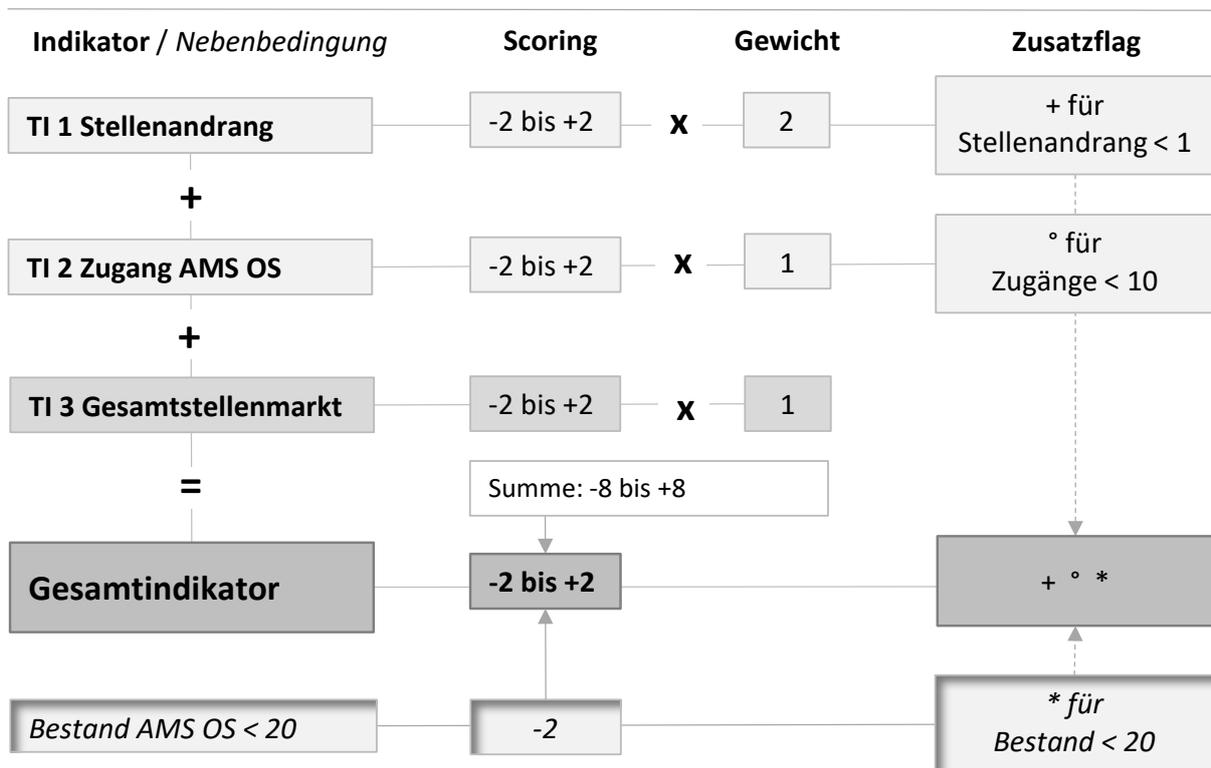 Indikator / Nebenbedingung Scoring Gewicht Zusatzflag
TI 1 Stellenandrang -2 bis +2 x 2 + für
Stellenandrang < 1
+
TI 2 Zugang AMS OS -2 bis +2 x 1 ° für
Zugänge < 10
+
TI 3 Gesamtstellenmarkt -2 bis +2 x 1
=
Summe: -8 bis +8
Gesamtindikator -2 bis +2 + ° *
Bestand AMS OS < 20 -2 * für
Bestand < 20